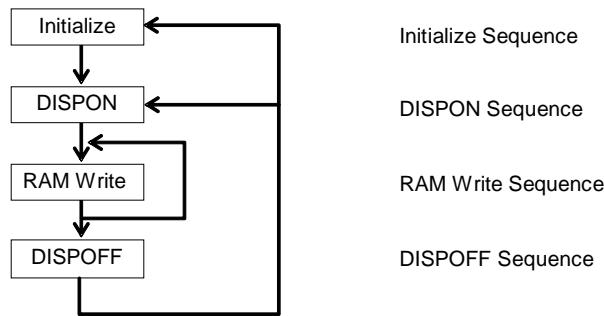 Initialize
Initialize Sequence
DISPON
DISPON Sequence
RAM Write
RAM Write Sequence
DISPOFF
DISPOFF Sequence